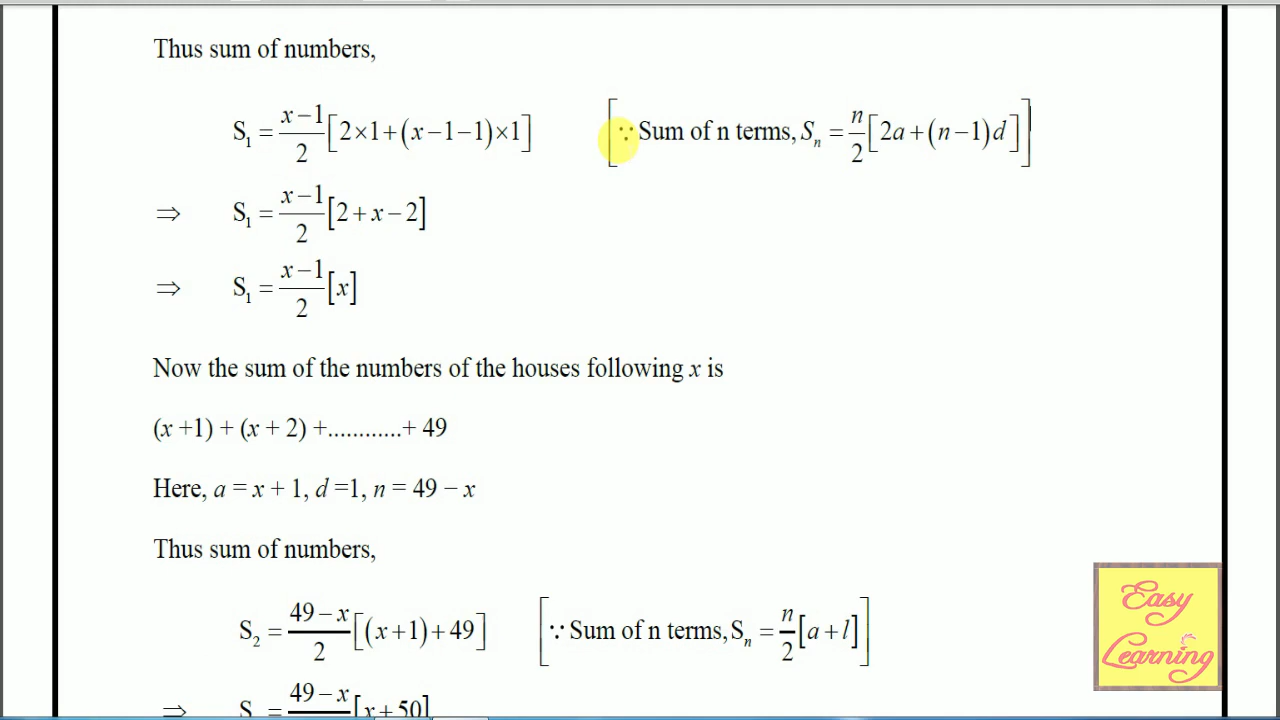 Thus sum of numbers,
S₁ = (x−1)/2 [2×1+(x−1−1)×1] [∵ Sum of n terms, Sₙ = n/2 [2a+(n−1)d]]
⇒ S₁ = (x−1)/2 [2+x−2]
⇒ S₁ = (x−1)/2 [x]
Now the sum of the numbers of the houses following x is
(x +1) + (x + 2) +............+ 49
Here, a = x + 1, d =1, n = 49 − x
Thus sum of numbers,
S₂ = (49−x)/2 [(x+1)+49] [∵ Sum of n terms, Sₙ = n/2 [a+l]]
⇒ S = (49−x) [x+50]
Easy
Learning